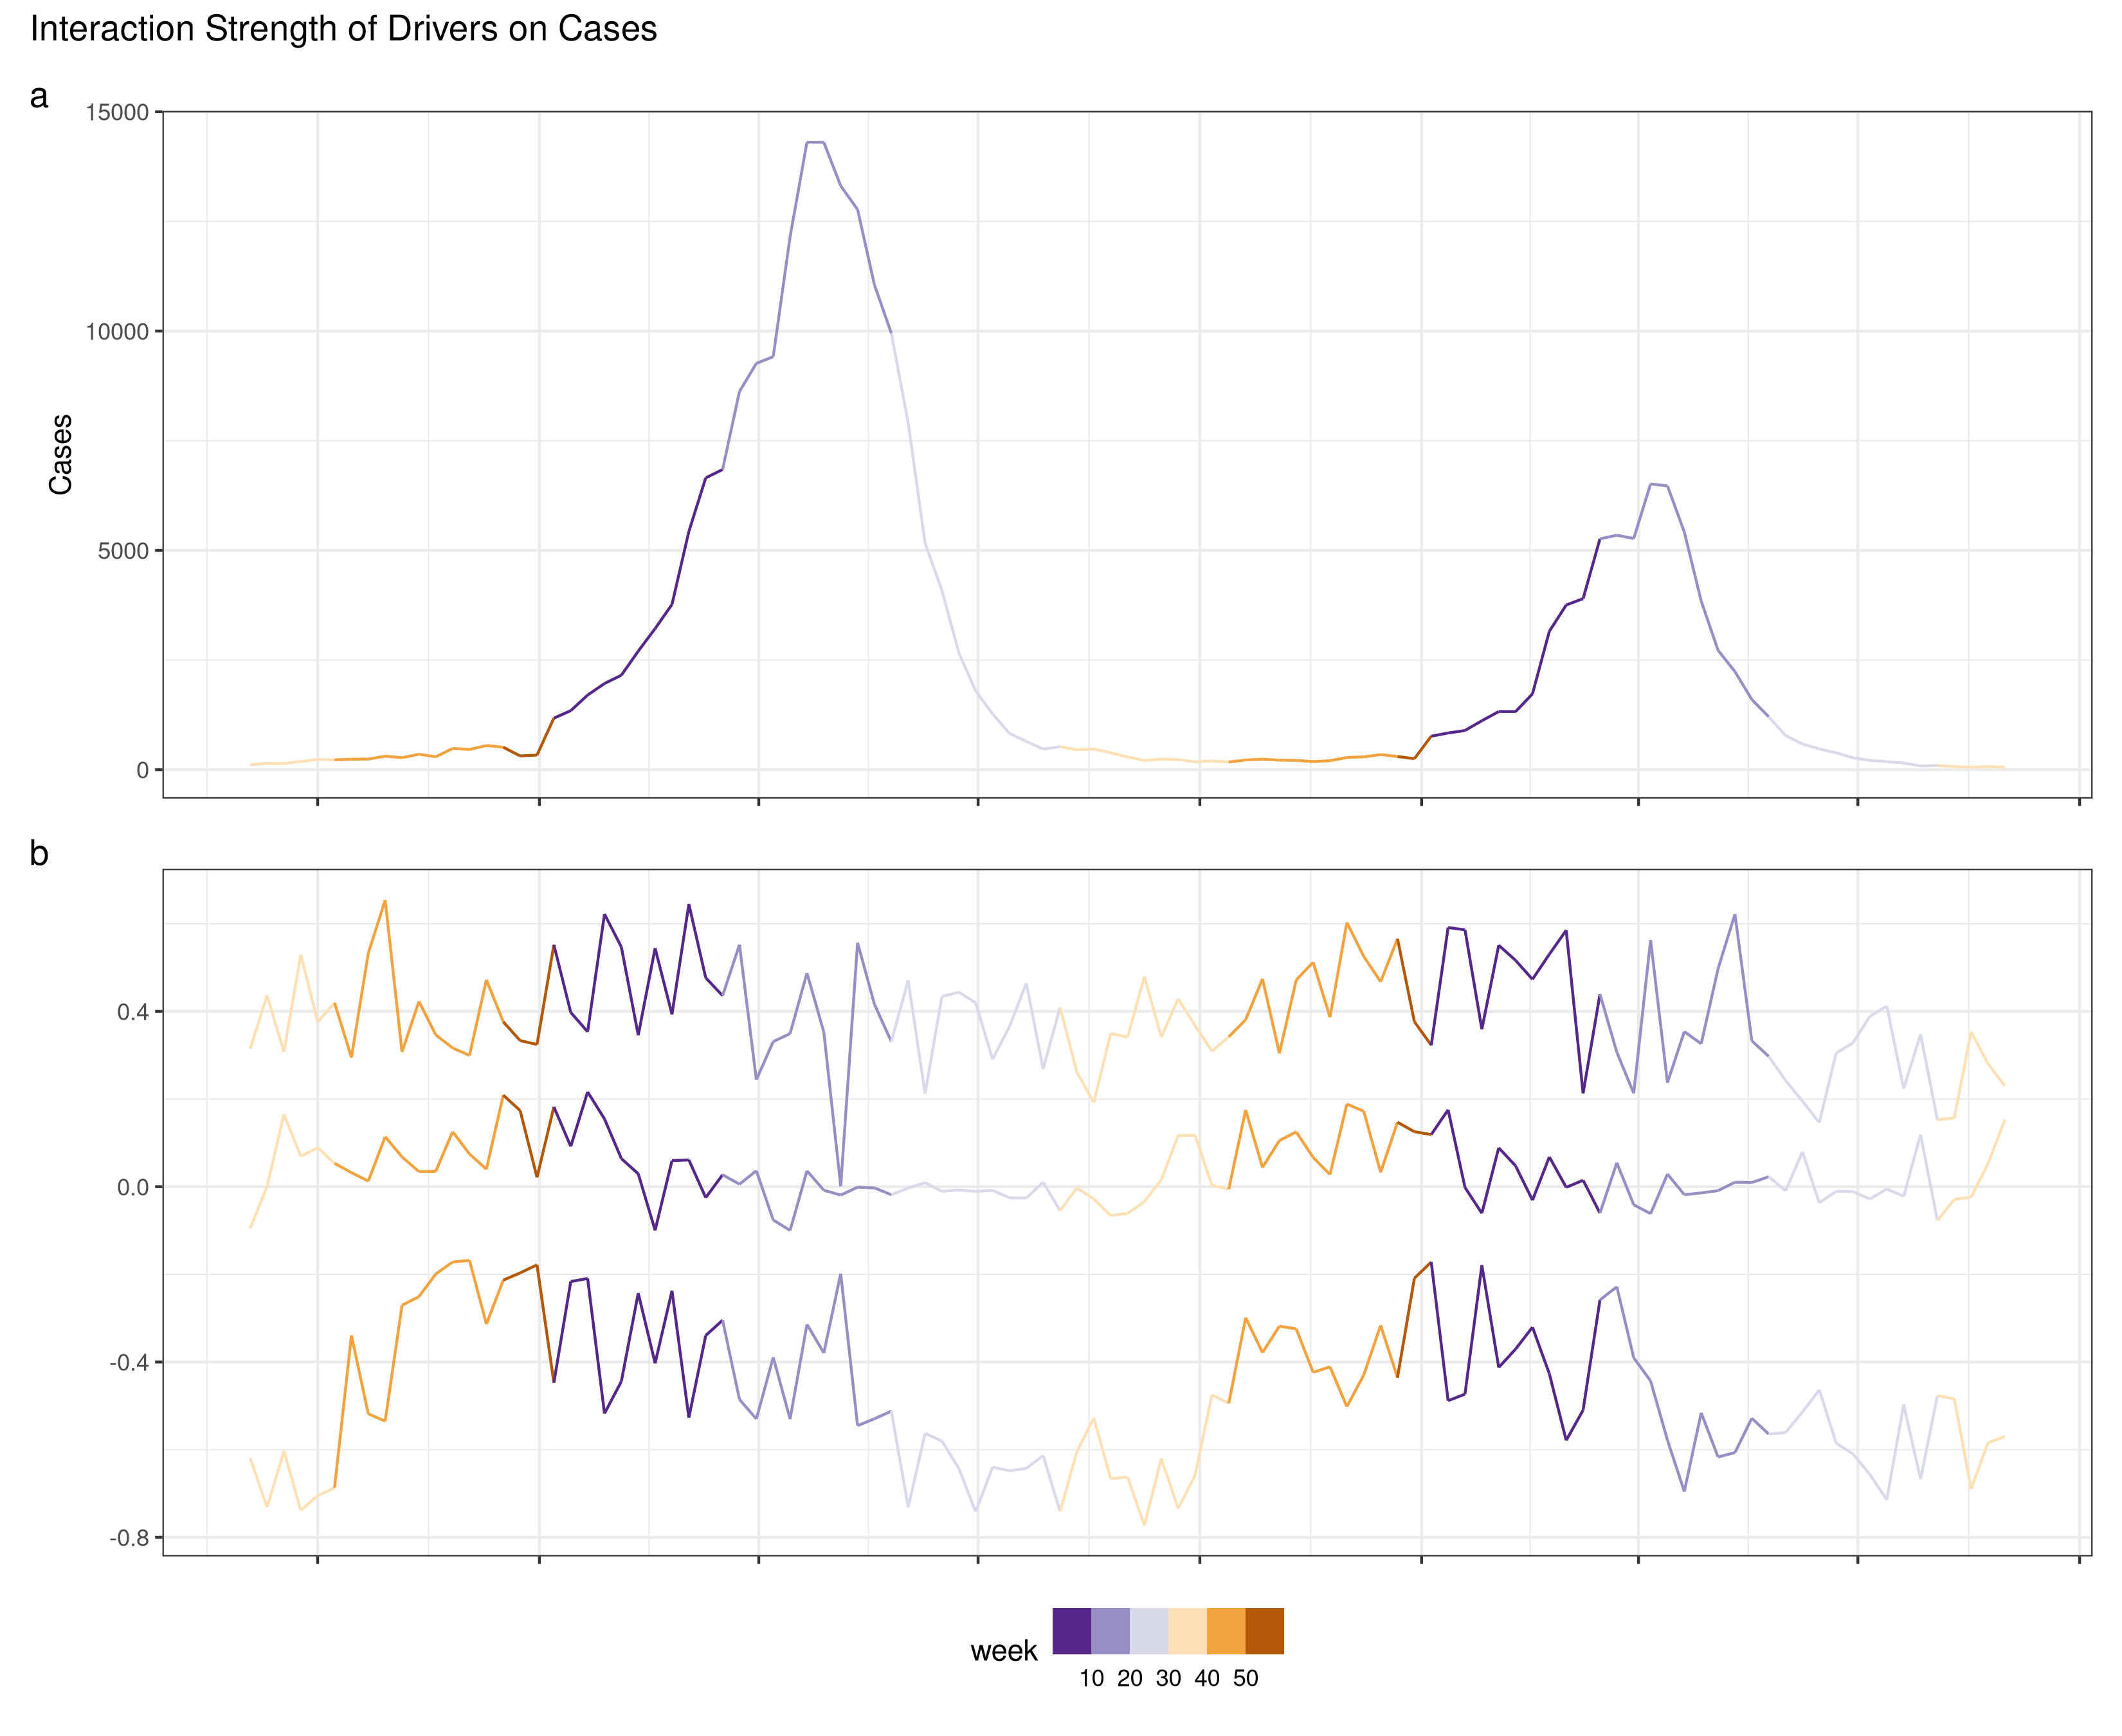 Interaction Strength of Drivers on Cases
a
15000
10000
5000
0
Cases
b
0.4
0.0
-0.4
-0.8
week
10 20 30 40 50